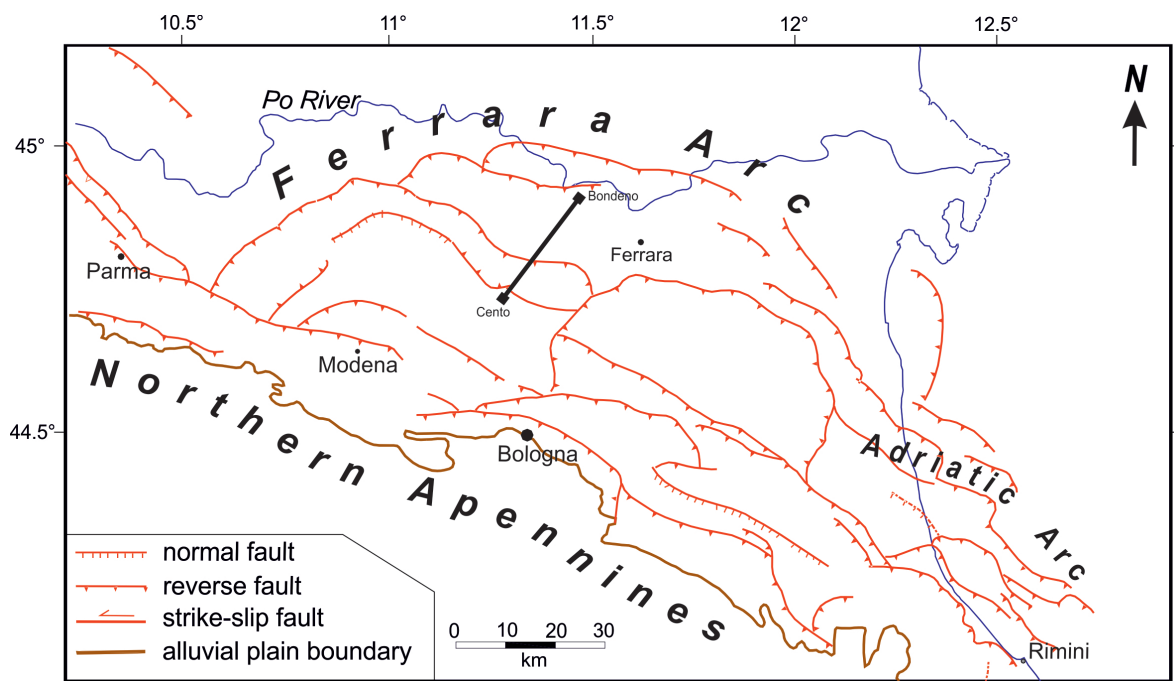 10.5° 11° 11.5° 12° 12.5°
N
Po River
Ferrara Arc
45°
Bondeno
Ferrara
Parma
Cento
Modena
Northern Apennines
44.5°
Bologna
Adriatic Arc
normal fault
reverse fault
strike-slip fault
alluvial plain boundary
0 10 20 30
km
Rimini